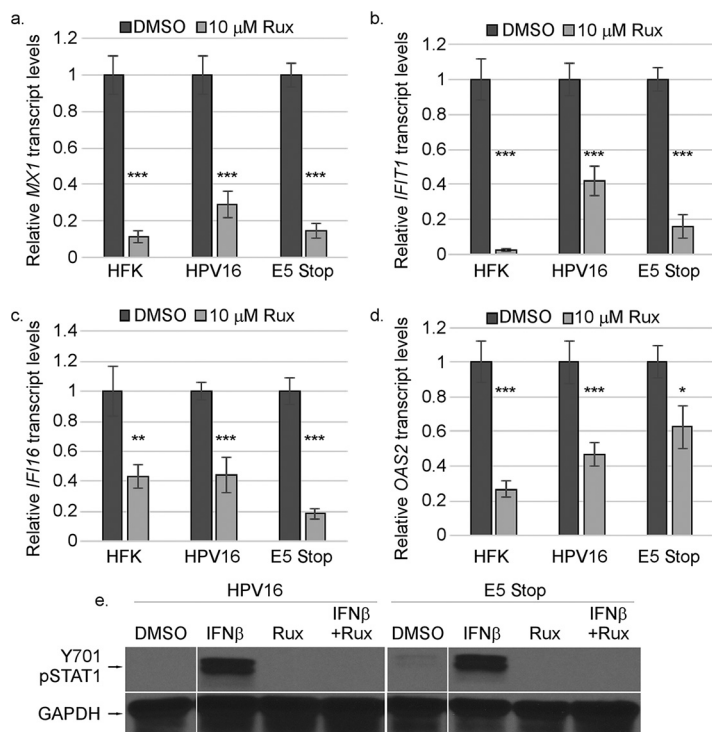 a.
DMSO 10 μM Rux
Relative MX1 transcript levels
1.2
1
0.8
0.6
0.4
0.2
0
*** *** ***
HFK HPV16 E5 Stop
b.
DMSO 10 μM Rux
Relative IFIT1 transcript levels
1.2
1
0.8
0.6
0.4
0.2
0
*** *** ***
HFK HPV16 E5 Stop
c.
DMSO 10 μM Rux
Relative IFI16 transcript levels
1.4
1.2
1
0.8
0.6
0.4
0.2
0
** *** ***
HFK HPV16 E5 Stop
d.
DMSO 10 μM Rux
Relative OAS2 transcript levels
1.2
1
0.8
0.6
0.4
0.2
0
*** *** *
HFK HPV16 E5 Stop
e.
HPV16 E5 Stop
DMSO IFNβ Rux IFNβ +Rux DMSO IFNβ Rux IFNβ +Rux
Y701
pSTAT1
GAPDH